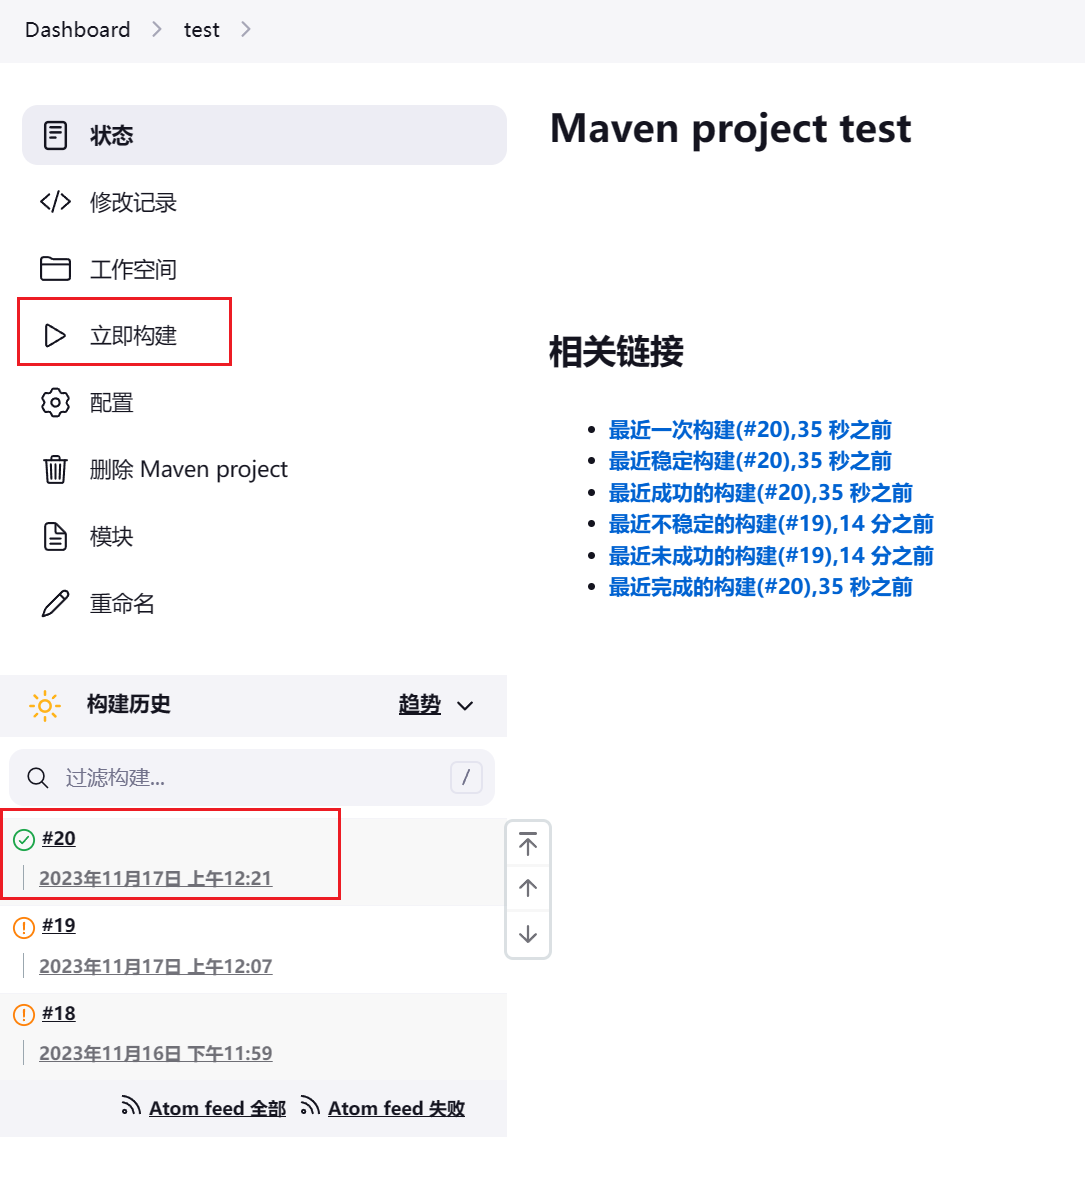 Dashboard test
状态
修改记录
工作空间
立即构建
配置
删除 Maven project
模块
重命名
构建历史 趋势
过滤构建... /
#20
2023年11月17日 上午12:21
#19
2023年11月17日 上午12:07
#18
2023年11月16日 下午11:59
Atom feed 全部 Atom feed 失败
Maven project test
相关链接
最近一次构建(#20),35 秒之前
最近稳定构建(#20),35 秒之前
最近成功的构建(#20),35 秒之前
最近不稳定的构建(#19),14 分之前
最近未成功的构建(#19),14 分之前
最近完成的构建(#20),35 秒之前